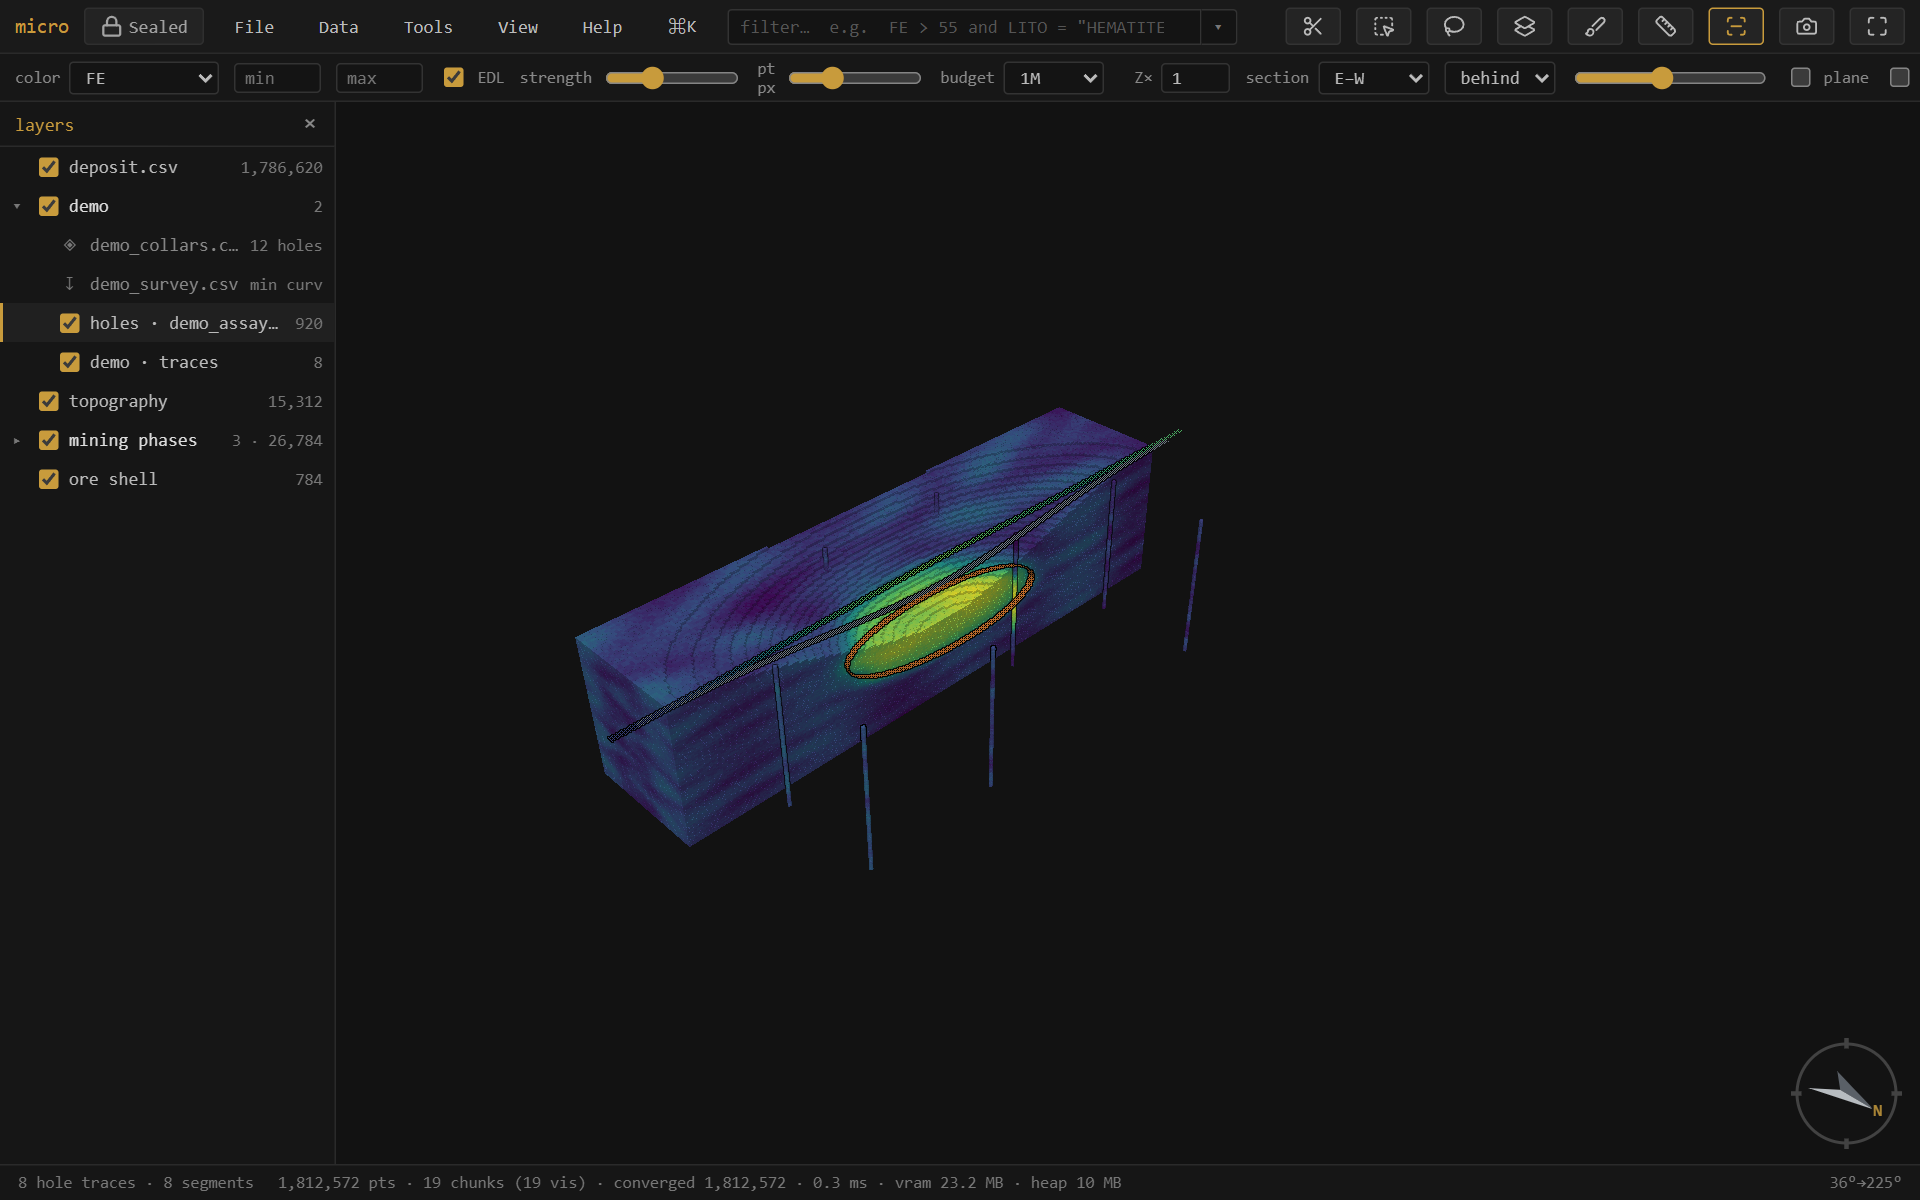 micro Sealed File Data Tools View Help ⌘K filter… e.g. FE > 55 and LITO = "HEMATITE
color FE min max EDL strength pt px budget 1M Z× 1 section E–W behind plane
layers ×
deposit.csv 1,786,620
demo 2
demo_collars.c… 12 holes
demo_survey.csv min curv
holes · demo_assay… 920
demo · traces 8
topography 15,312
mining phases 3 · 26,784
ore shell 784
N
8 hole traces · 8 segments 1,812,572 pts · 19 chunks (19 vis) · converged 1,812,572 · 0.3 ms · vram 23.2 MB · heap 10 MB 36°→225°